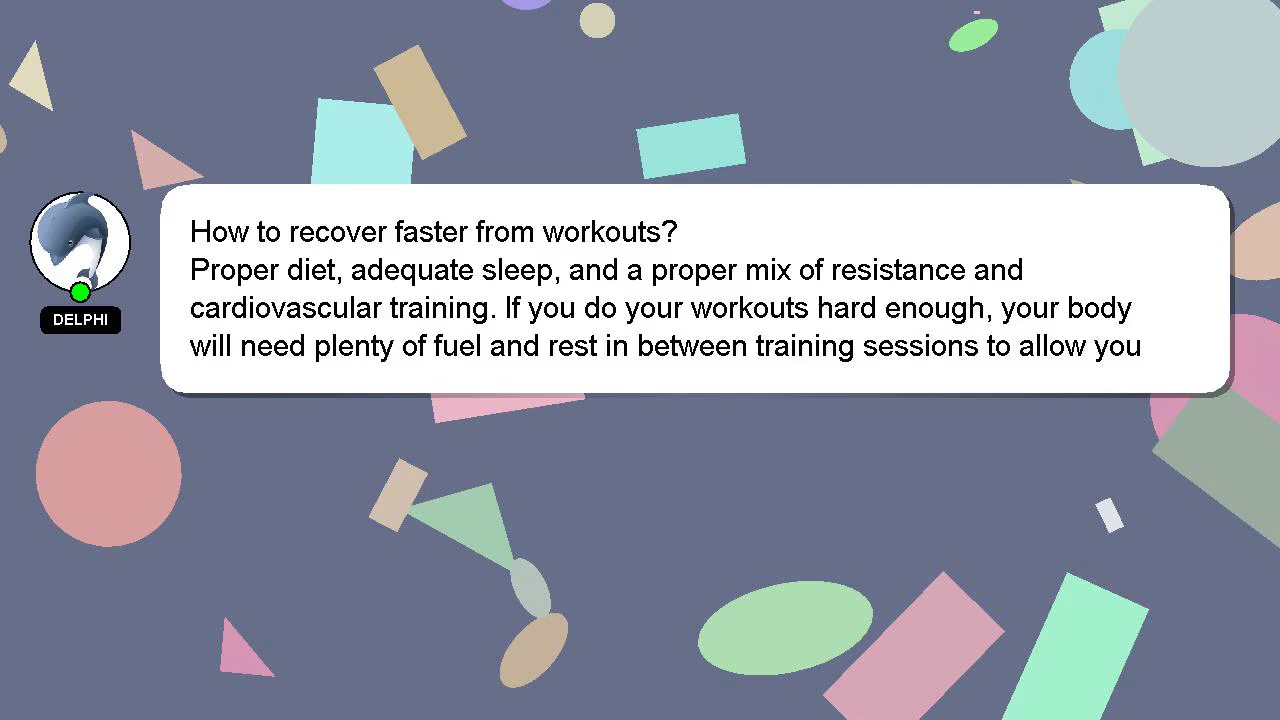 How to recover faster from workouts?
Proper diet, adequate sleep, and a proper mix of resistance and
cardiovascular training. If you do your workouts hard enough, your body
will need plenty of fuel and rest in between training sessions to allow you
DELPHI